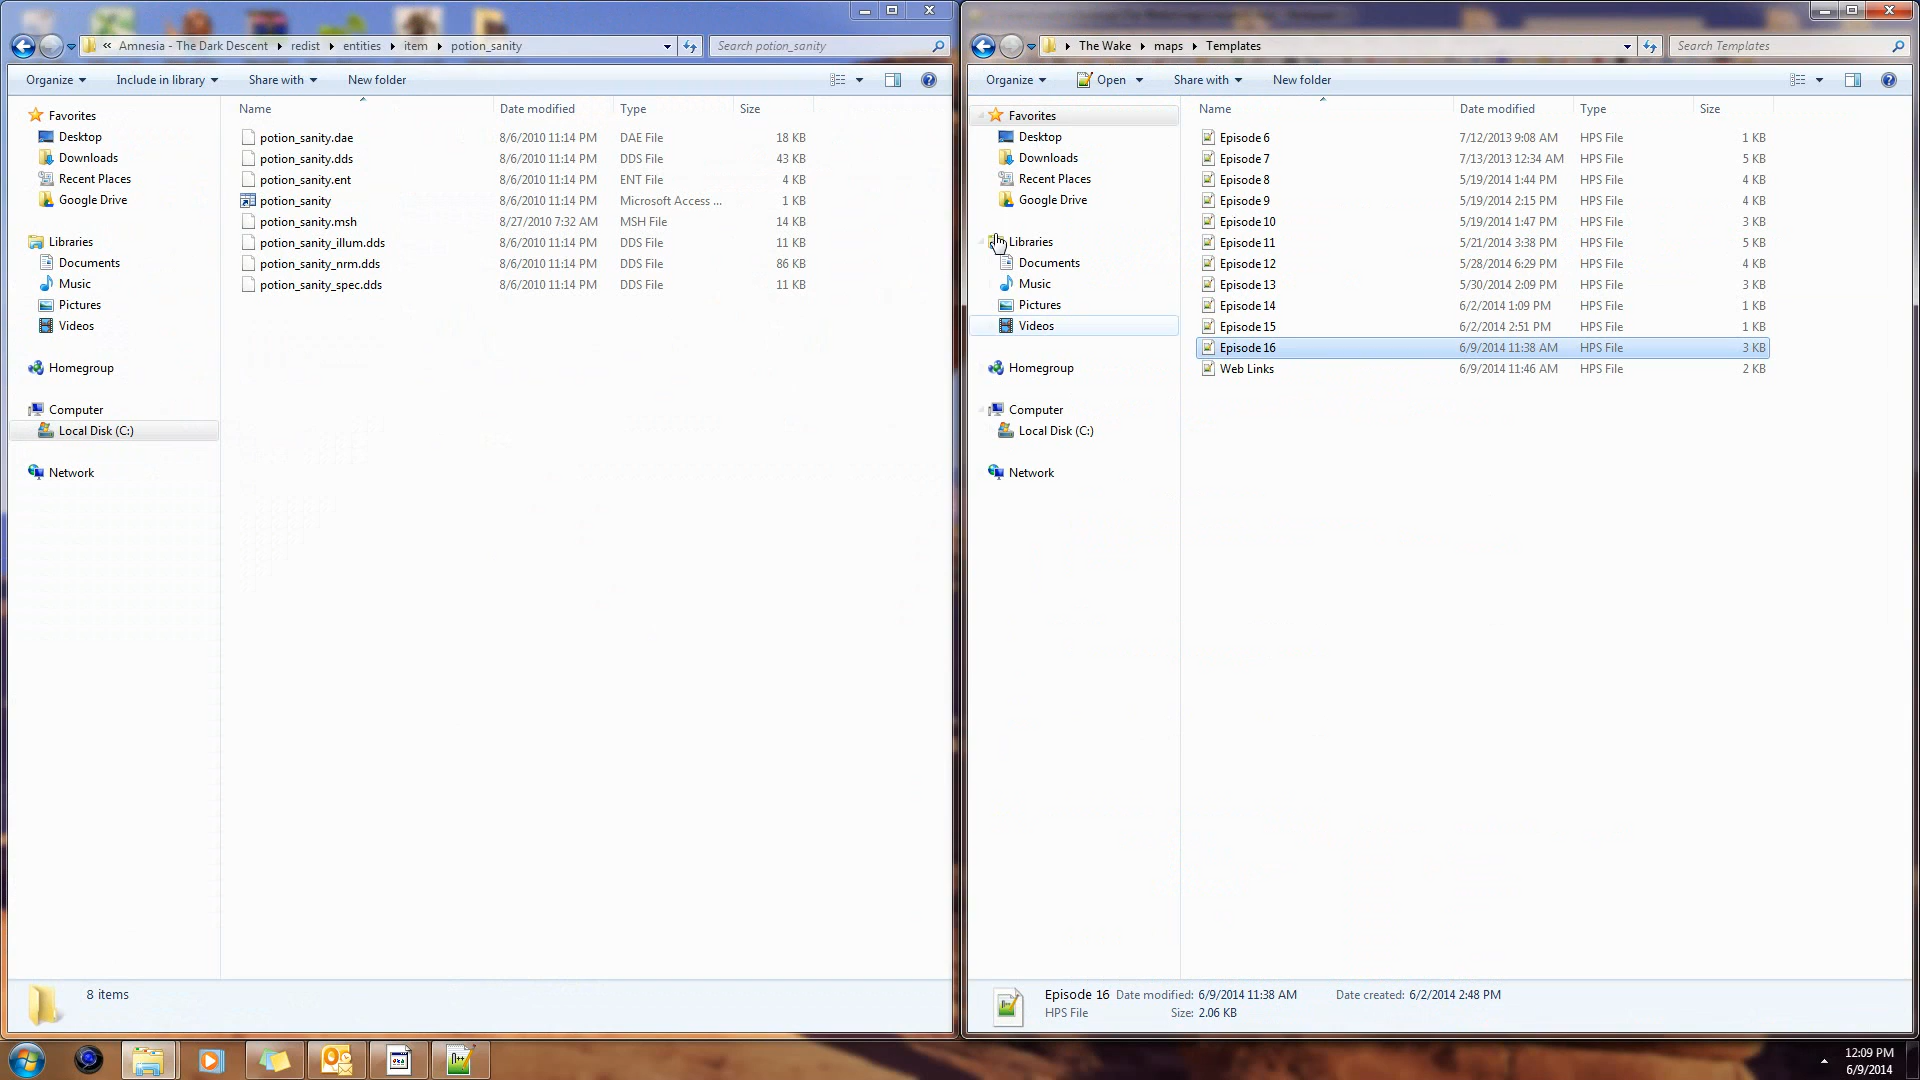 « Amnesia - The Dark Descent ▸ redist ▸ entities ▸ item ▸ potion_sanity
Search potion_sanity
Organize Include in library Share with New folder
Favorites
Desktop
Downloads
Recent Places
Google Drive
Libraries
Documents
Music
Pictures
Videos
Homegroup
Computer
Local Disk (C:)
Network
Name Date modified Type Size
potion_sanity.dae 8/6/2010 11:14 PM DAE File 18 KB
potion_sanity.dds 8/6/2010 11:14 PM DDS File 43 KB
potion_sanity.ent 8/6/2010 11:14 PM ENT File 4 KB
potion_sanity 8/6/2010 11:14 PM Microsoft Access ... 1 KB
potion_sanity.msh 8/27/2010 7:32 AM MSH File 14 KB
potion_sanity_illum.dds 8/6/2010 11:14 PM DDS File 11 KB
potion_sanity_nrm.dds 8/6/2010 11:14 PM DDS File 86 KB
potion_sanity_spec.dds 8/6/2010 11:14 PM DDS File 11 KB
8 items
▸ The Wake ▸ maps ▸ Templates
Search Templates
Organize Open Share with New folder
Favorites
Desktop
Downloads
Recent Places
Google Drive
Libraries
Documents
Music
Pictures
Videos
Homegroup
Computer
Local Disk (C:)
Network
Name Date modified Type Size
Episode 6 7/12/2013 9:08 AM HPS File 1 KB
Episode 7 7/13/2013 12:34 AM HPS File 5 KB
Episode 8 5/19/2014 1:44 PM HPS File 4 KB
Episode 9 5/19/2014 2:15 PM HPS File 4 KB
Episode 10 5/19/2014 1:47 PM HPS File 3 KB
Episode 11 5/21/2014 3:38 PM HPS File 5 KB
Episode 12 5/28/2014 6:29 PM HPS File 4 KB
Episode 13 5/30/2014 2:09 PM HPS File 3 KB
Episode 14 6/2/2014 1:09 PM HPS File 1 KB
Episode 15 6/2/2014 2:51 PM HPS File 1 KB
Episode 16 6/9/2014 11:38 AM HPS File 3 KB
Web Links 6/9/2014 11:46 AM HPS File 2 KB
Episode 16 Date modified: 6/9/2014 11:38 AM Date created: 6/2/2014 2:48 PM
HPS File Size: 2.06 KB
12:09 PM
6/9/2014